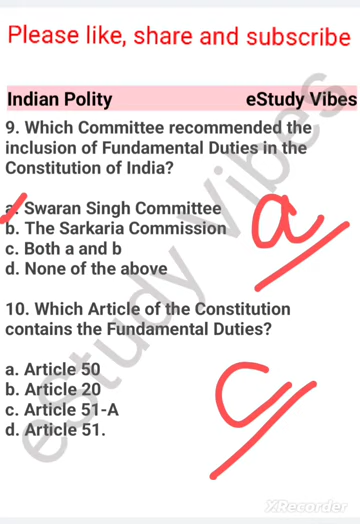 Please like, share and subscribe
Indian Polity eStudy Vibes
9. Which Committee recommended the
inclusion of Fundamental Duties in the
Constitution of India?
a. Swaran Singh Committee
b. The Sarkaria Commission
c. Both a and b
d. None of the above
a
10. Which Article of the Constitution
contains the Fundamental Duties?
a. Article 50
b. Article 20
c. Article 51-A
d. Article 51.
C
eStudy Vibes
XRecorder